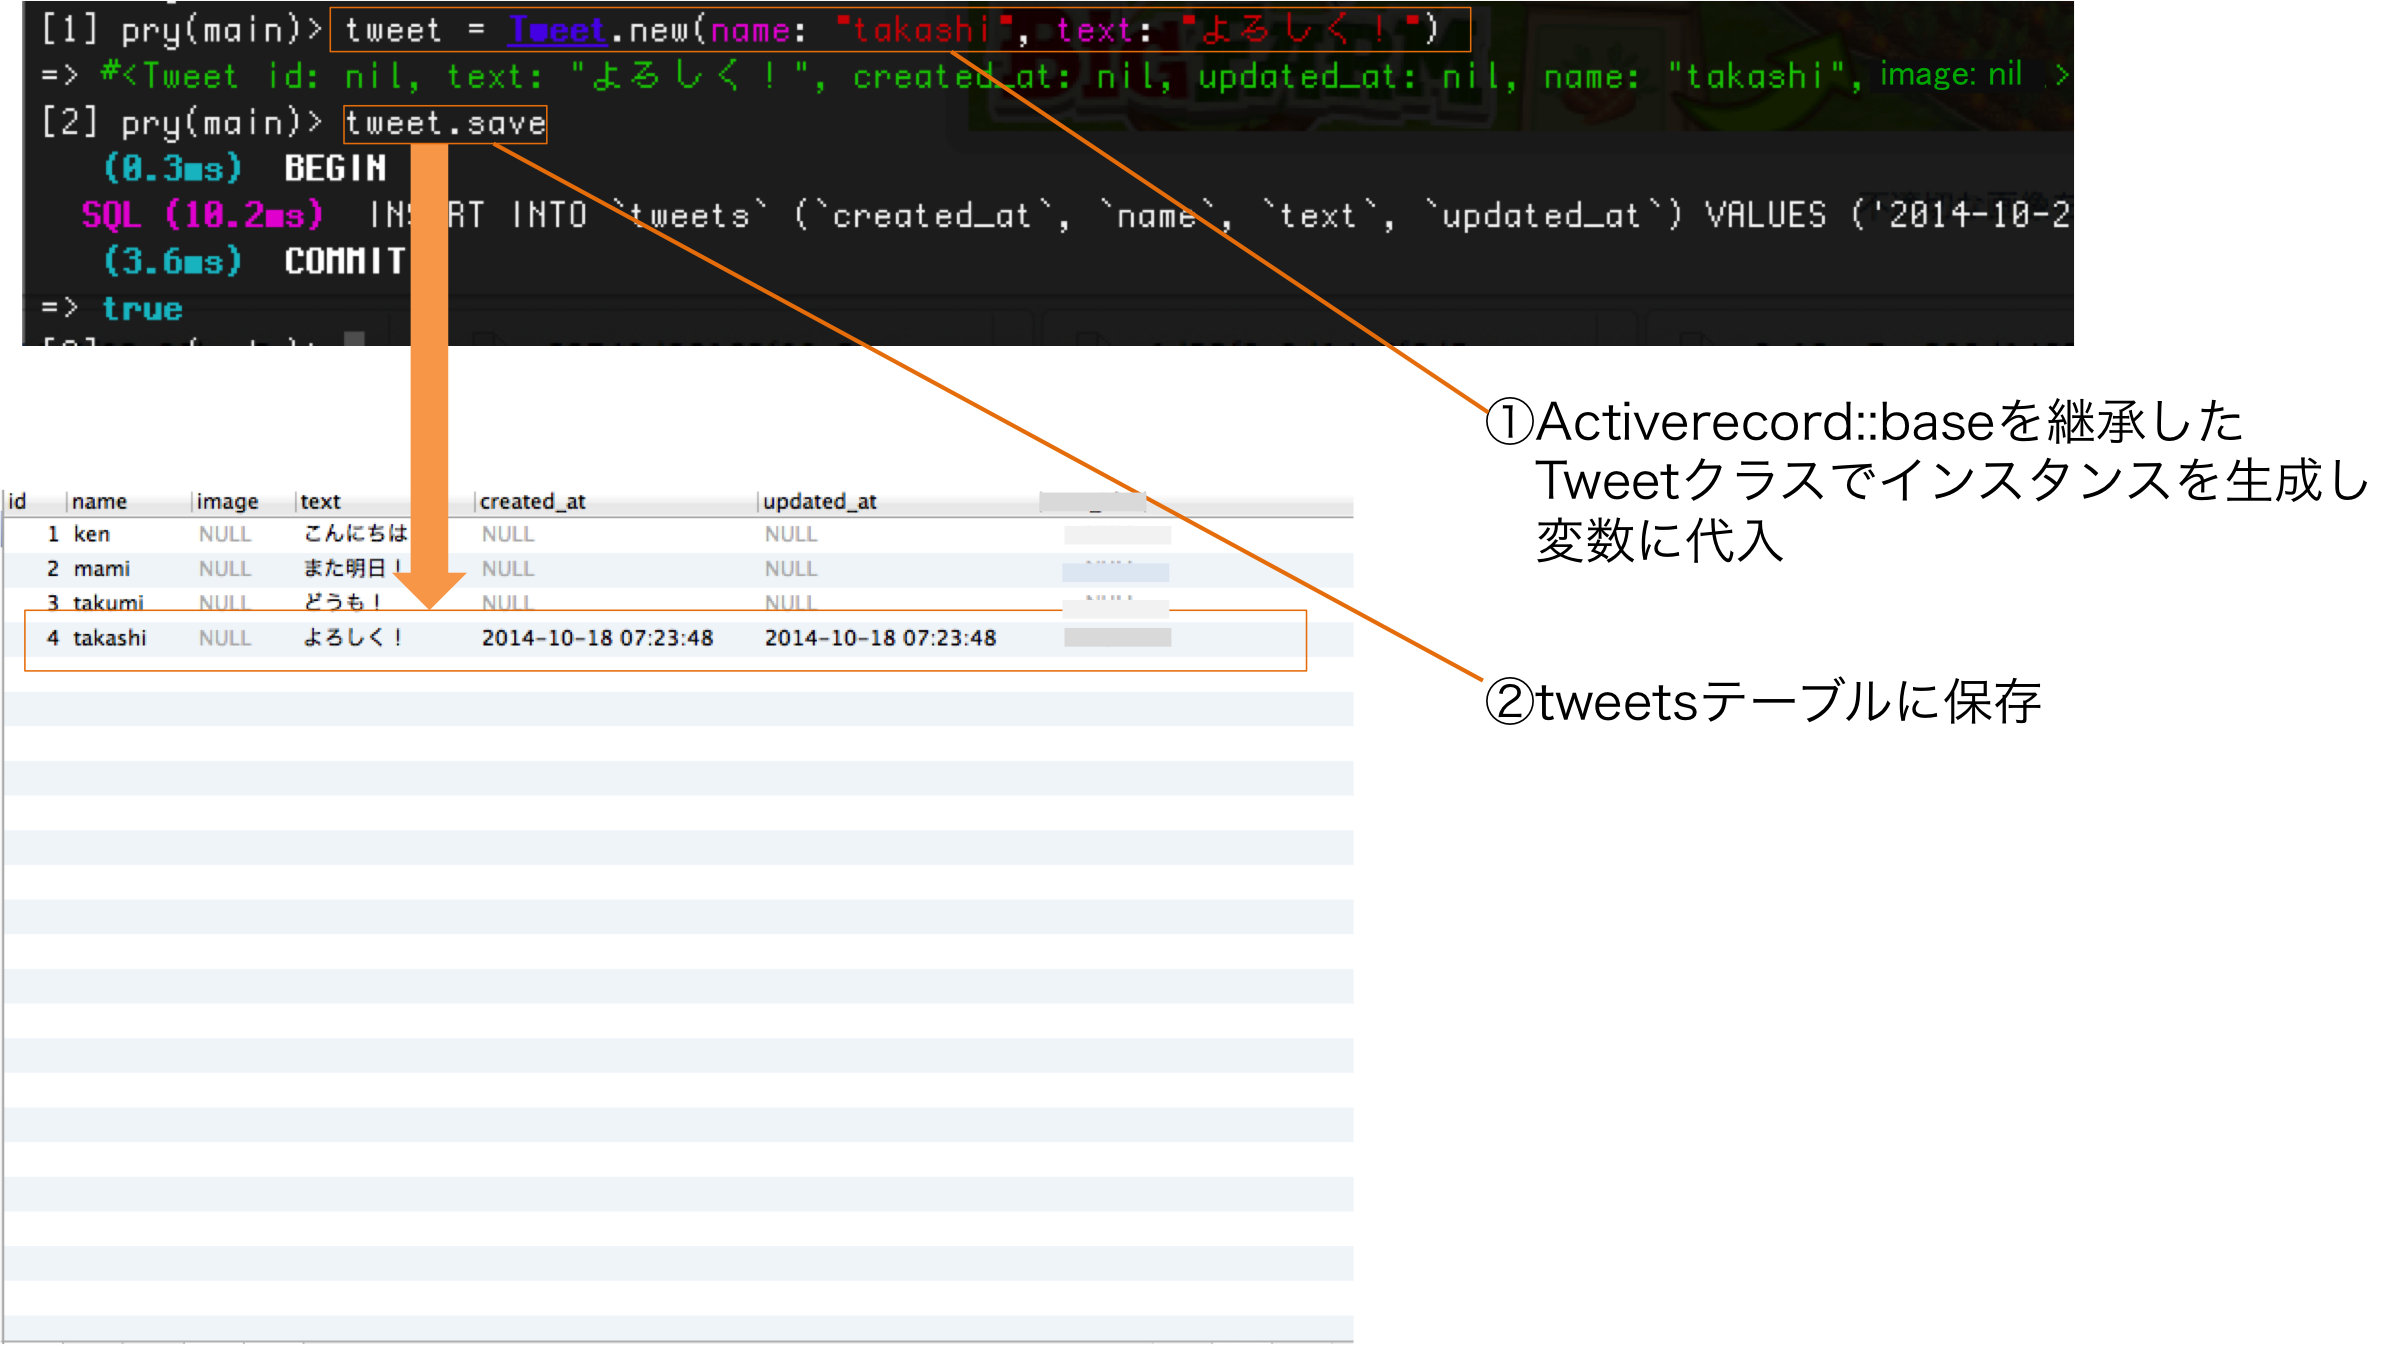 [1] pry(main)> tweet = Tweet.new(name: "takashi", text: "よろしく！")
=> #<Tweet id: nil, text: "よろしく！", created_at: nil, updated_at: nil, name: "takashi", image: nil >
[2] pry(main)> tweet.save
(0.3ms) BEGIN
SQL (10.2ms) INSERT INTO `tweets` (`created_at`, `name`, `text`, `updated_at`) VALUES ('2014-10-2
(3.6ms) COMMIT
=> true
①Activerecord::baseを継承した
Tweetクラスでインスタンスを生成し
変数に代入
②tweetsテーブルに保存
id name image text created_at updated_at
1 ken NULL こんにちは NULL NULL
2 mami NULL また明日！ NULL NULL
3 takumi NULL どうも！ NULL NULL
4 takashi NULL よろしく！ 2014-10-18 07:23:48 2014-10-18 07:23:48